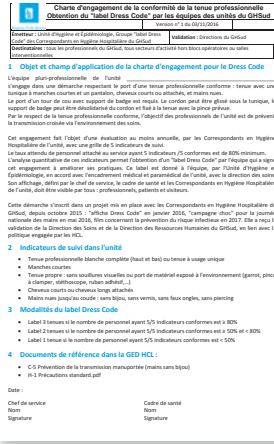 Charte d'engagement de la conformité de la tenue professionnelle
Obtention du "label Dress Code" par les équipes de unités du GHSud
Version n° 1 du 03/11/2016
Émetteur : Unité d'Hygiène, Groupe "label Dress
Code" des Correspondants en Hygiène Hospitalière du GHSud
Validation : Directions du GHSud
Destinataires : tous les professionnels du GHSud, tous secteurs d'activité hors blocs opératoires ou salles
interventionnelles
1 Objet et champ d'application de la charte d'engagement pour le Dress Code
L'équipe pluri-professionnelle de l'unité
s'engage dans une démarche respectant le port d'une tenue professionnelle conforme : tenue avec une
tunique à manches courtes et un pantalon, cheveux courts ou attachés, et mains nues.
Le port d'un tour de cou avec support de badge est requis. Le cordon peut être glissé sous la tunique, le
support de badge peut être désolidarisé du cordon et fixé à la tenue avec la pince prévue.
Par le respect de la tenue professionnelle conforme, l'objectif des professionnels de l'unité est de prévenir
la transmission croisée via l'environnement des soins.
Cet engagement fait l'objet d'une évaluation au moins annuelle, par les Correspondants en Hygiène
Hospitalière de l'unité, avec une grille de 5 indicateurs de suivi.
Le taux attendu de personnel attaché au service ayant 5 indicateurs /5 conformes est de 80% minimum.
L'analyse quantitative de ces indicateurs permet l'obtention d'un "label Dress Code" par l'équipe qui a signé
cet engagement à améliorer ses pratiques. Ce label est donné à l'équipe, par l'Unité d'Hygiène et
Épidémiologie, en accord avec l'encadrement médical et paramédical de l'unité, avec la direction des soins.
Son affichage, défini par le chef de service, le cadre de santé et les Correspondants en Hygiène Hospitalière
de l'unité, doit être visible par tous : professionnels, patients et visiteurs.
Cette démarche s'inscrit dans un projet mis en place avec les Correspondants en Hygiène Hospitalière du
GHSud, depuis octobre 2015 : "affiche Dress Code" en janvier 2016, "campagne choc" pour la journée
nationale des mains en mai 2016, film concernant la prévention du risque infectieux en 2017. Elle a reçu la
validation de la Direction des Soins et de la Direction des Ressources Humaines du GHSud, en lien avec la
politique engagée par les HCL.
2 Indicateurs de suivi dans l'unité
• Tenue professionnelle blanche complète (haut et bas) ou tenue à usage unique
• Manches courtes
• Tenue propre : sans souillures visuelles ou port de matériel exposé à l'environnement (garrot, pince
à clamper, stéthoscope, ruban adhésif,…)
• Cheveux courts ou cheveux longs attachés
• Mains nues jusqu'au coude : sans bijou, sans vernis, sans faux ongles, sans piercing
3 Modalités du label Dress Code
• Label 3 tenues si le nombre de personnel ayant 5/5 indicateurs conformes est ≥ 80%
• Label 2 tenues si le nombre de personnel ayant 5/5 indicateurs conformes est ≥ 50% et < 80%
• Label 1 tenue si le nombre de personnel ayant 5/5 indicateurs conformes est < 50%
4 Documents de référence dans la GED HCL :
• C-5 Prévention de la transmission manuportée (mains sans bijou)
• H-1 Précautions standard.pdf
Date :
Chef de service Cadre de santé
Nom Nom
Signature Signature